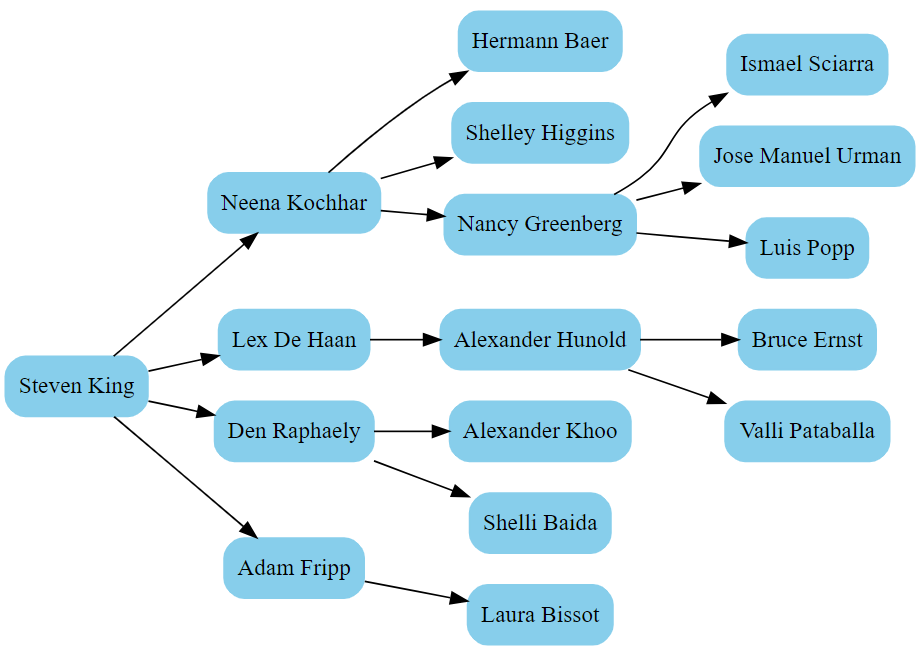 Hermann Baer
Ismael Sciarra
Shelley Higgins
Jose Manuel Urman
Neena Kochhar
Nancy Greenberg
Luis Popp
Lex De Haan
Alexander Hunold
Bruce Ernst
Steven King
Den Raphaely
Alexander Khoo
Valli Pataballa
Shelli Baida
Adam Fripp
Laura Bissot